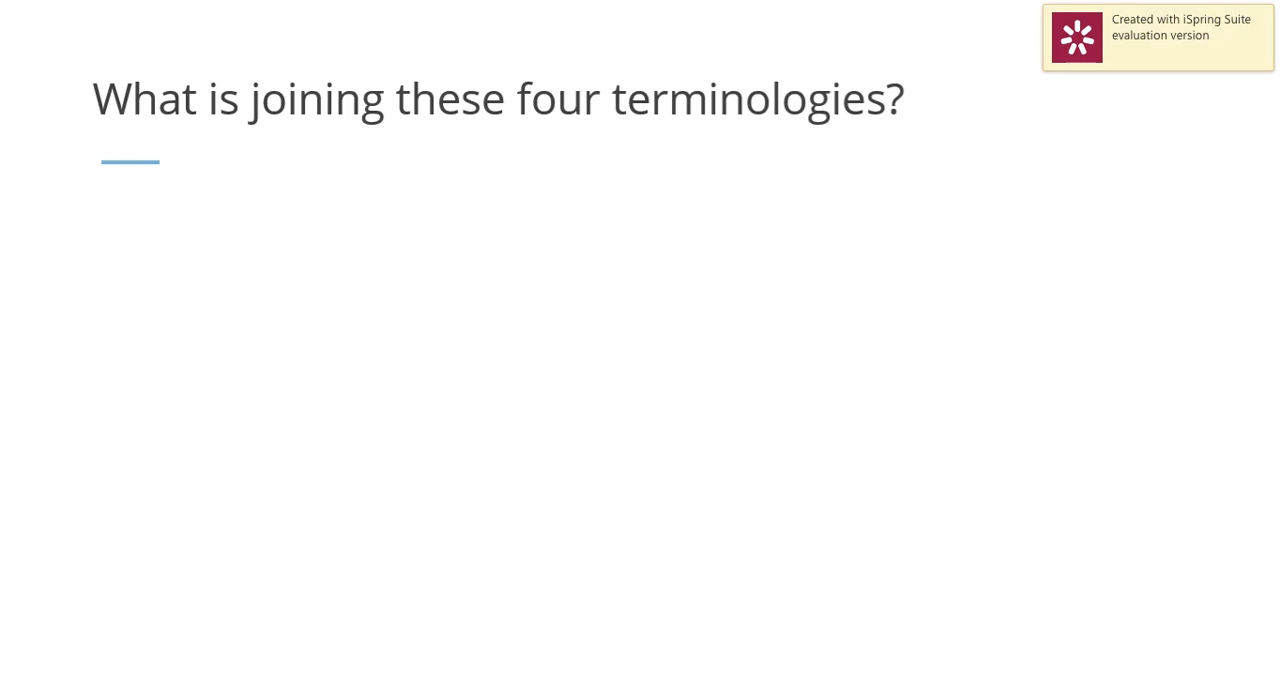 Created with iSpring Suite
evaluation version
What is joining these four terminologies?